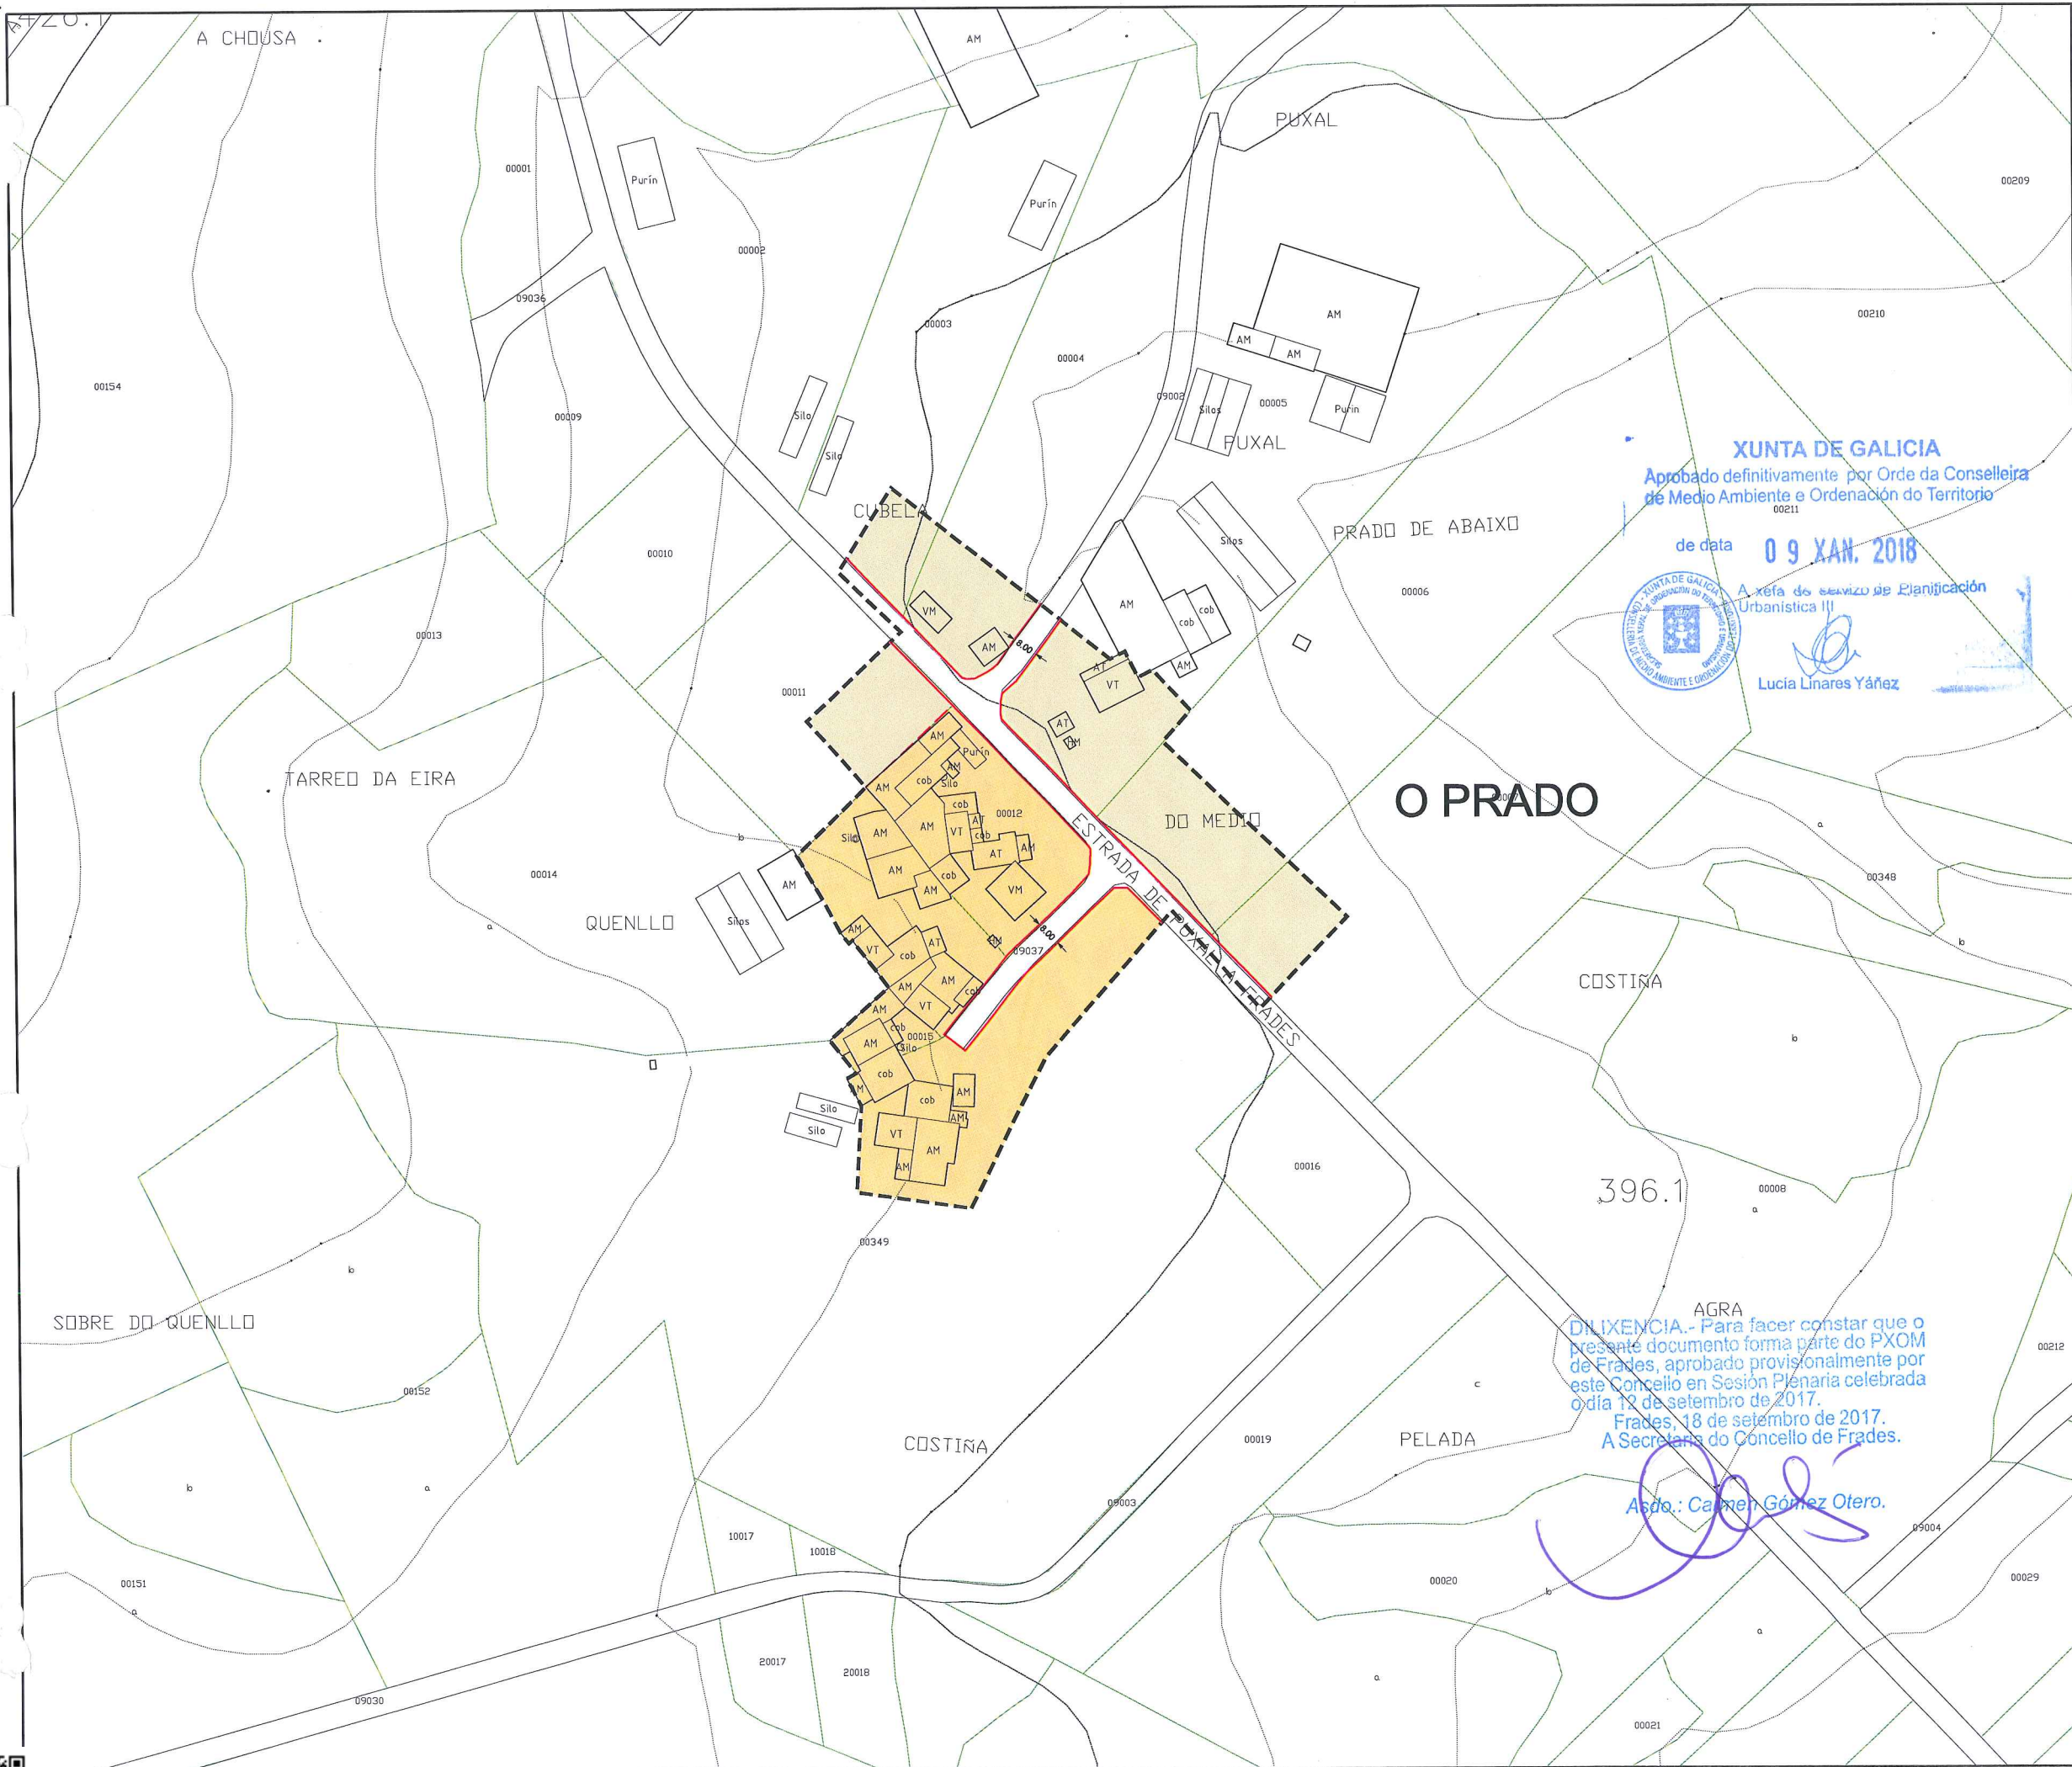 A CHOUSA
AM
PUXAL
00001
Purín
00209
Purín
00002
09036
00210
00003
AM
AM
AM
00004
00154
09002
00005
Silos
Purín
00009
Silo
PUXAL
Silo
XUNTA DE GALICIA
Aprobado definitivamente por Orde da Conselleira
de Medio Ambiente e Ordenación do Territorio
00211
CUBELA
PRADO DE ABAIXO
Silos
de data 09 XAN. 2018
00010
A xefa do servizo de Planificación
Urbanística III
00006
AM
cob
cob
VM
00013
AM
8.00
AT
AM
VT
Lucía Linares Yáñez
00011
AT
AM
AM
Purín
TARREO DA EIRA
AM
cob
Silo
AM
O PRADO
cob
00012
DO MEDIO
Silo
AM
AM
VT
AT
cob
AT
AM
b
a
AM
cob
00014
AM
AM
VM
00348
QUENLLO
Silos
a
ESTRADA DE PUXAL A FRADES
AM
AT
8.00
AM
VT
cob
09037
b
AM
AM
cob
COSTIÑA
VT
AM
cob
00015
Silo
AM
b
cob
AM
AM
cob
Silo
AM
Silo
VT
AM
AM
00016
396.1
00008
a
00349
b
SOBRE DO QUENLLO
AGRA
DILIXENCIA.- Para facer constar que o
presente documento forma parte do PXOM
de Frades, aprobado provisionalmente por
este Concello en Sesión Plenaria celebrada
o día 12 de setembro de 2017.
Frades, 18 de setembro de 2017.
A Secretaria do Concello de Frades.
00212
00152
c
COSTIÑA
00019
PELADA
b
a
09003
Asdo.: Carmen Gómez Otero.
09004
10017
10018
00151
a
00020
b
00029
a
20017
20018
a
09030
00021